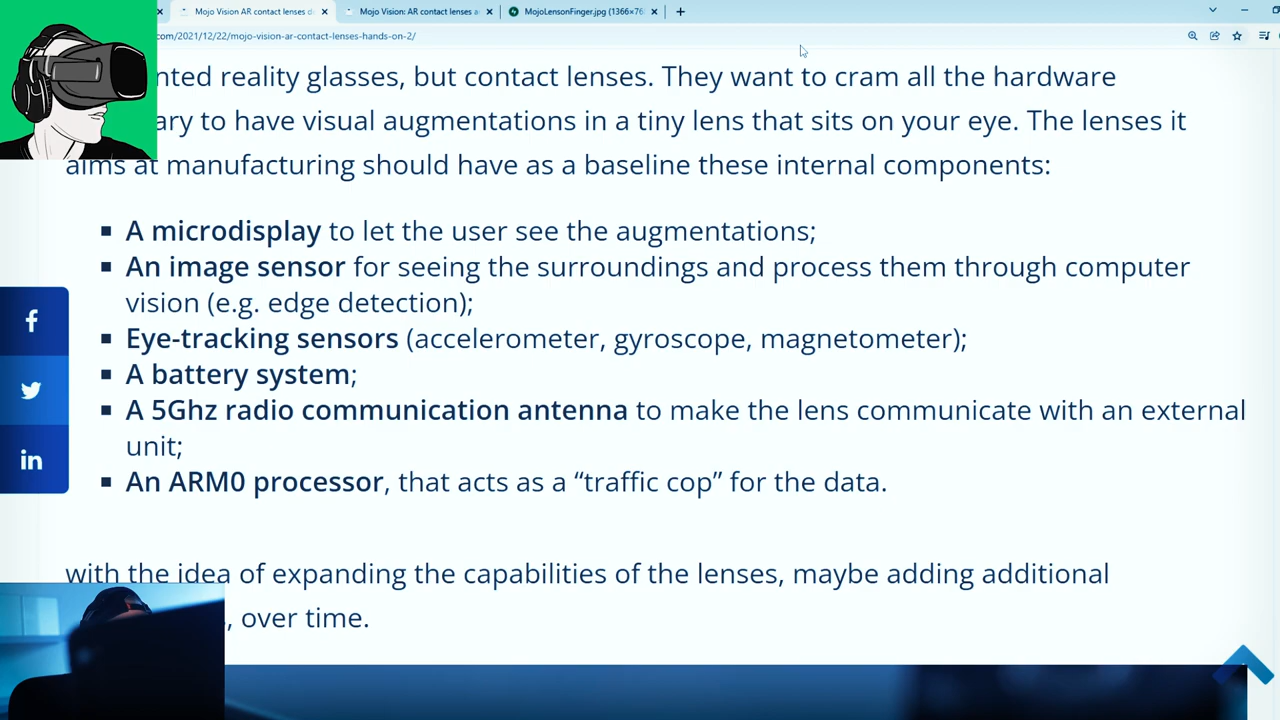 Mojo Vision AR contact lenses d
Mojo Vision: AR contact lenses a
MojoLensonFinger.jpg (1366×76
com/2021/12/22/mojo-vision-ar-contact-lenses-hands-on-2/
nted reality glasses, but contact lenses. They want to cram all the hardware
ary to have visual augmentations in a tiny lens that sits on your eye. The lenses it
aims at manufacturing should have as a baseline these internal components:
▪ A microdisplay to let the user see the augmentations;
▪ An image sensor for seeing the surroundings and process them through computer
vision (e.g. edge detection);
▪ Eye-tracking sensors (accelerometer, gyroscope, magnetometer);
▪ A battery system;
▪ A 5Ghz radio communication antenna to make the lens communicate with an external
unit;
▪ An ARM0 processor, that acts as a “traffic cop” for the data.
with the idea of expanding the capabilities of the lenses, maybe adding additional
, over time.